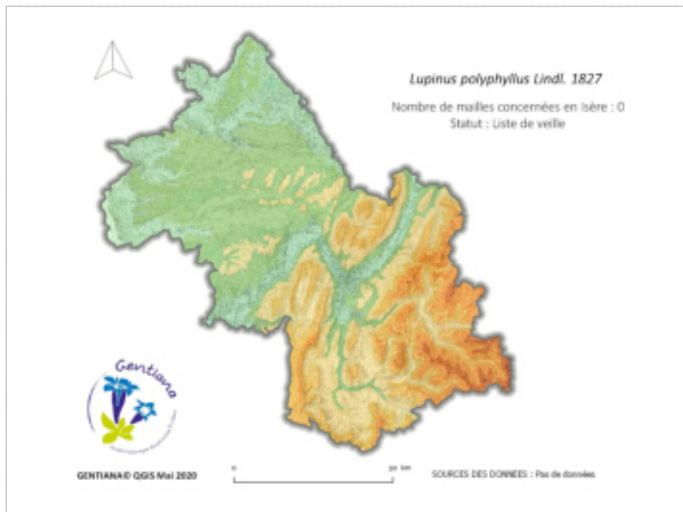 Lupinus polyphyllus Lindl. 1827
Nombre de mailles concernées en Isère : 0
Statut : Liste de veille
Gentiana
GENTIANA© QGIS Mai 2020
0
50 km
SOURCES DES DONNEES : Pas de données